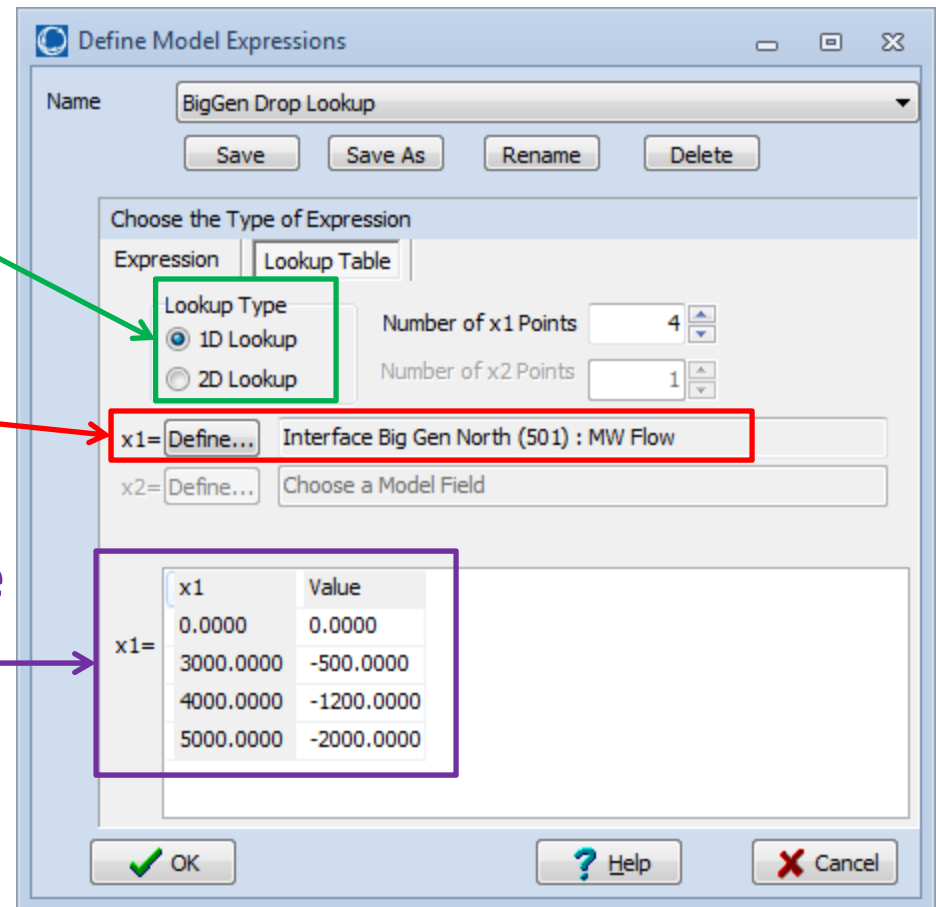 Define Model Expressions
Name BigGen Drop Lookup
Save Save As Rename Delete
Choose the Type of Expression
Expression Lookup Table
Lookup Type
1D Lookup Number of x1 Points 4
2D Lookup Number of x2 Points 1
x1= Define... Interface Big Gen North (501) : MW Flow
x2= Define... Choose a Model Field
e
x1 Value
x1=
0.0000 0.0000
3000.0000 -500.0000
4000.0000 -1200.0000
5000.0000 -2000.0000
OK ? Help Cancel